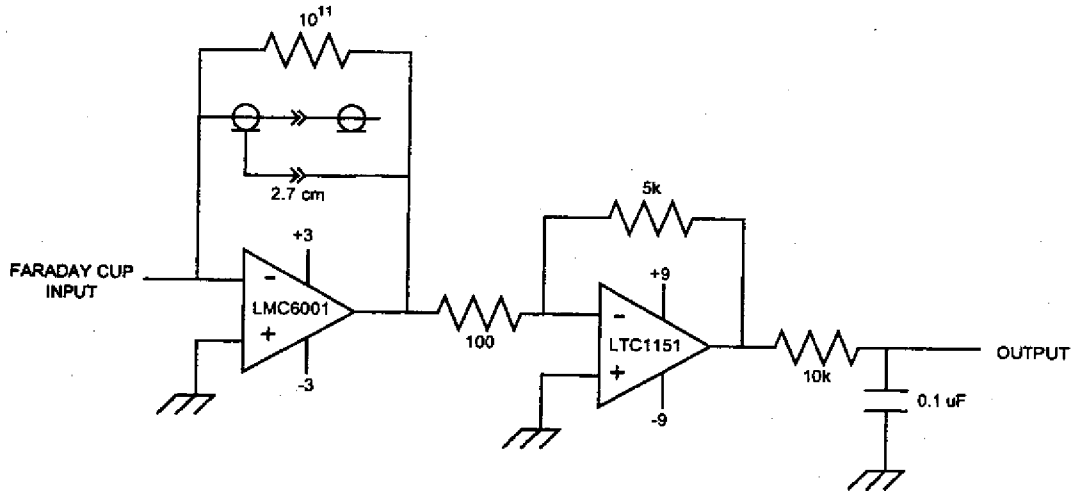 10¹¹
2.7 cm
5k
+3
FARADAY CUP
INPUT
-
LMC6001
+
-3
100
+9
-
LTC1151
+
-9
10k
OUTPUT
0.1 uF